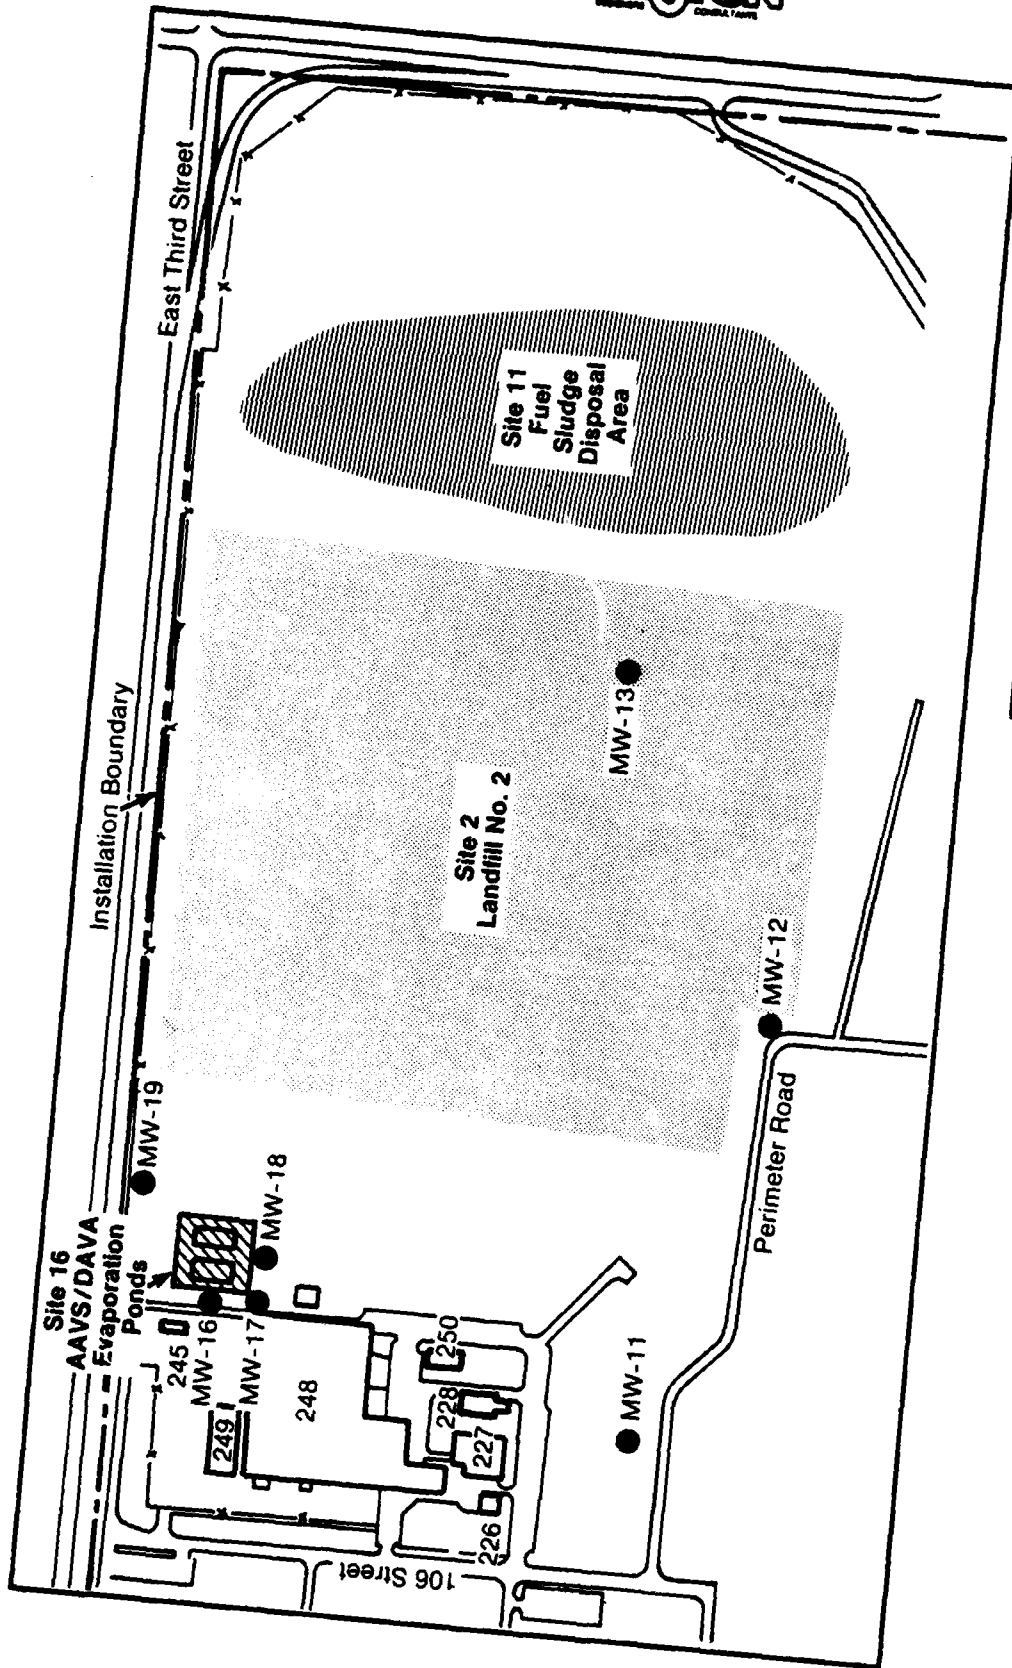 CONSULTANTS
East Third Street
Installation Boundary
Site 11
Fuel
Sludge
Disposal
Area
Site 2
Landfill No. 2
MW-13
MW-12
MW-19
MW-18
Site 16
AAVS/DAVA
Evaporation
Ponds
245
MW-16
MW-17
249
248
250
228
227
226
MW-11
Perimeter Road
106 Street